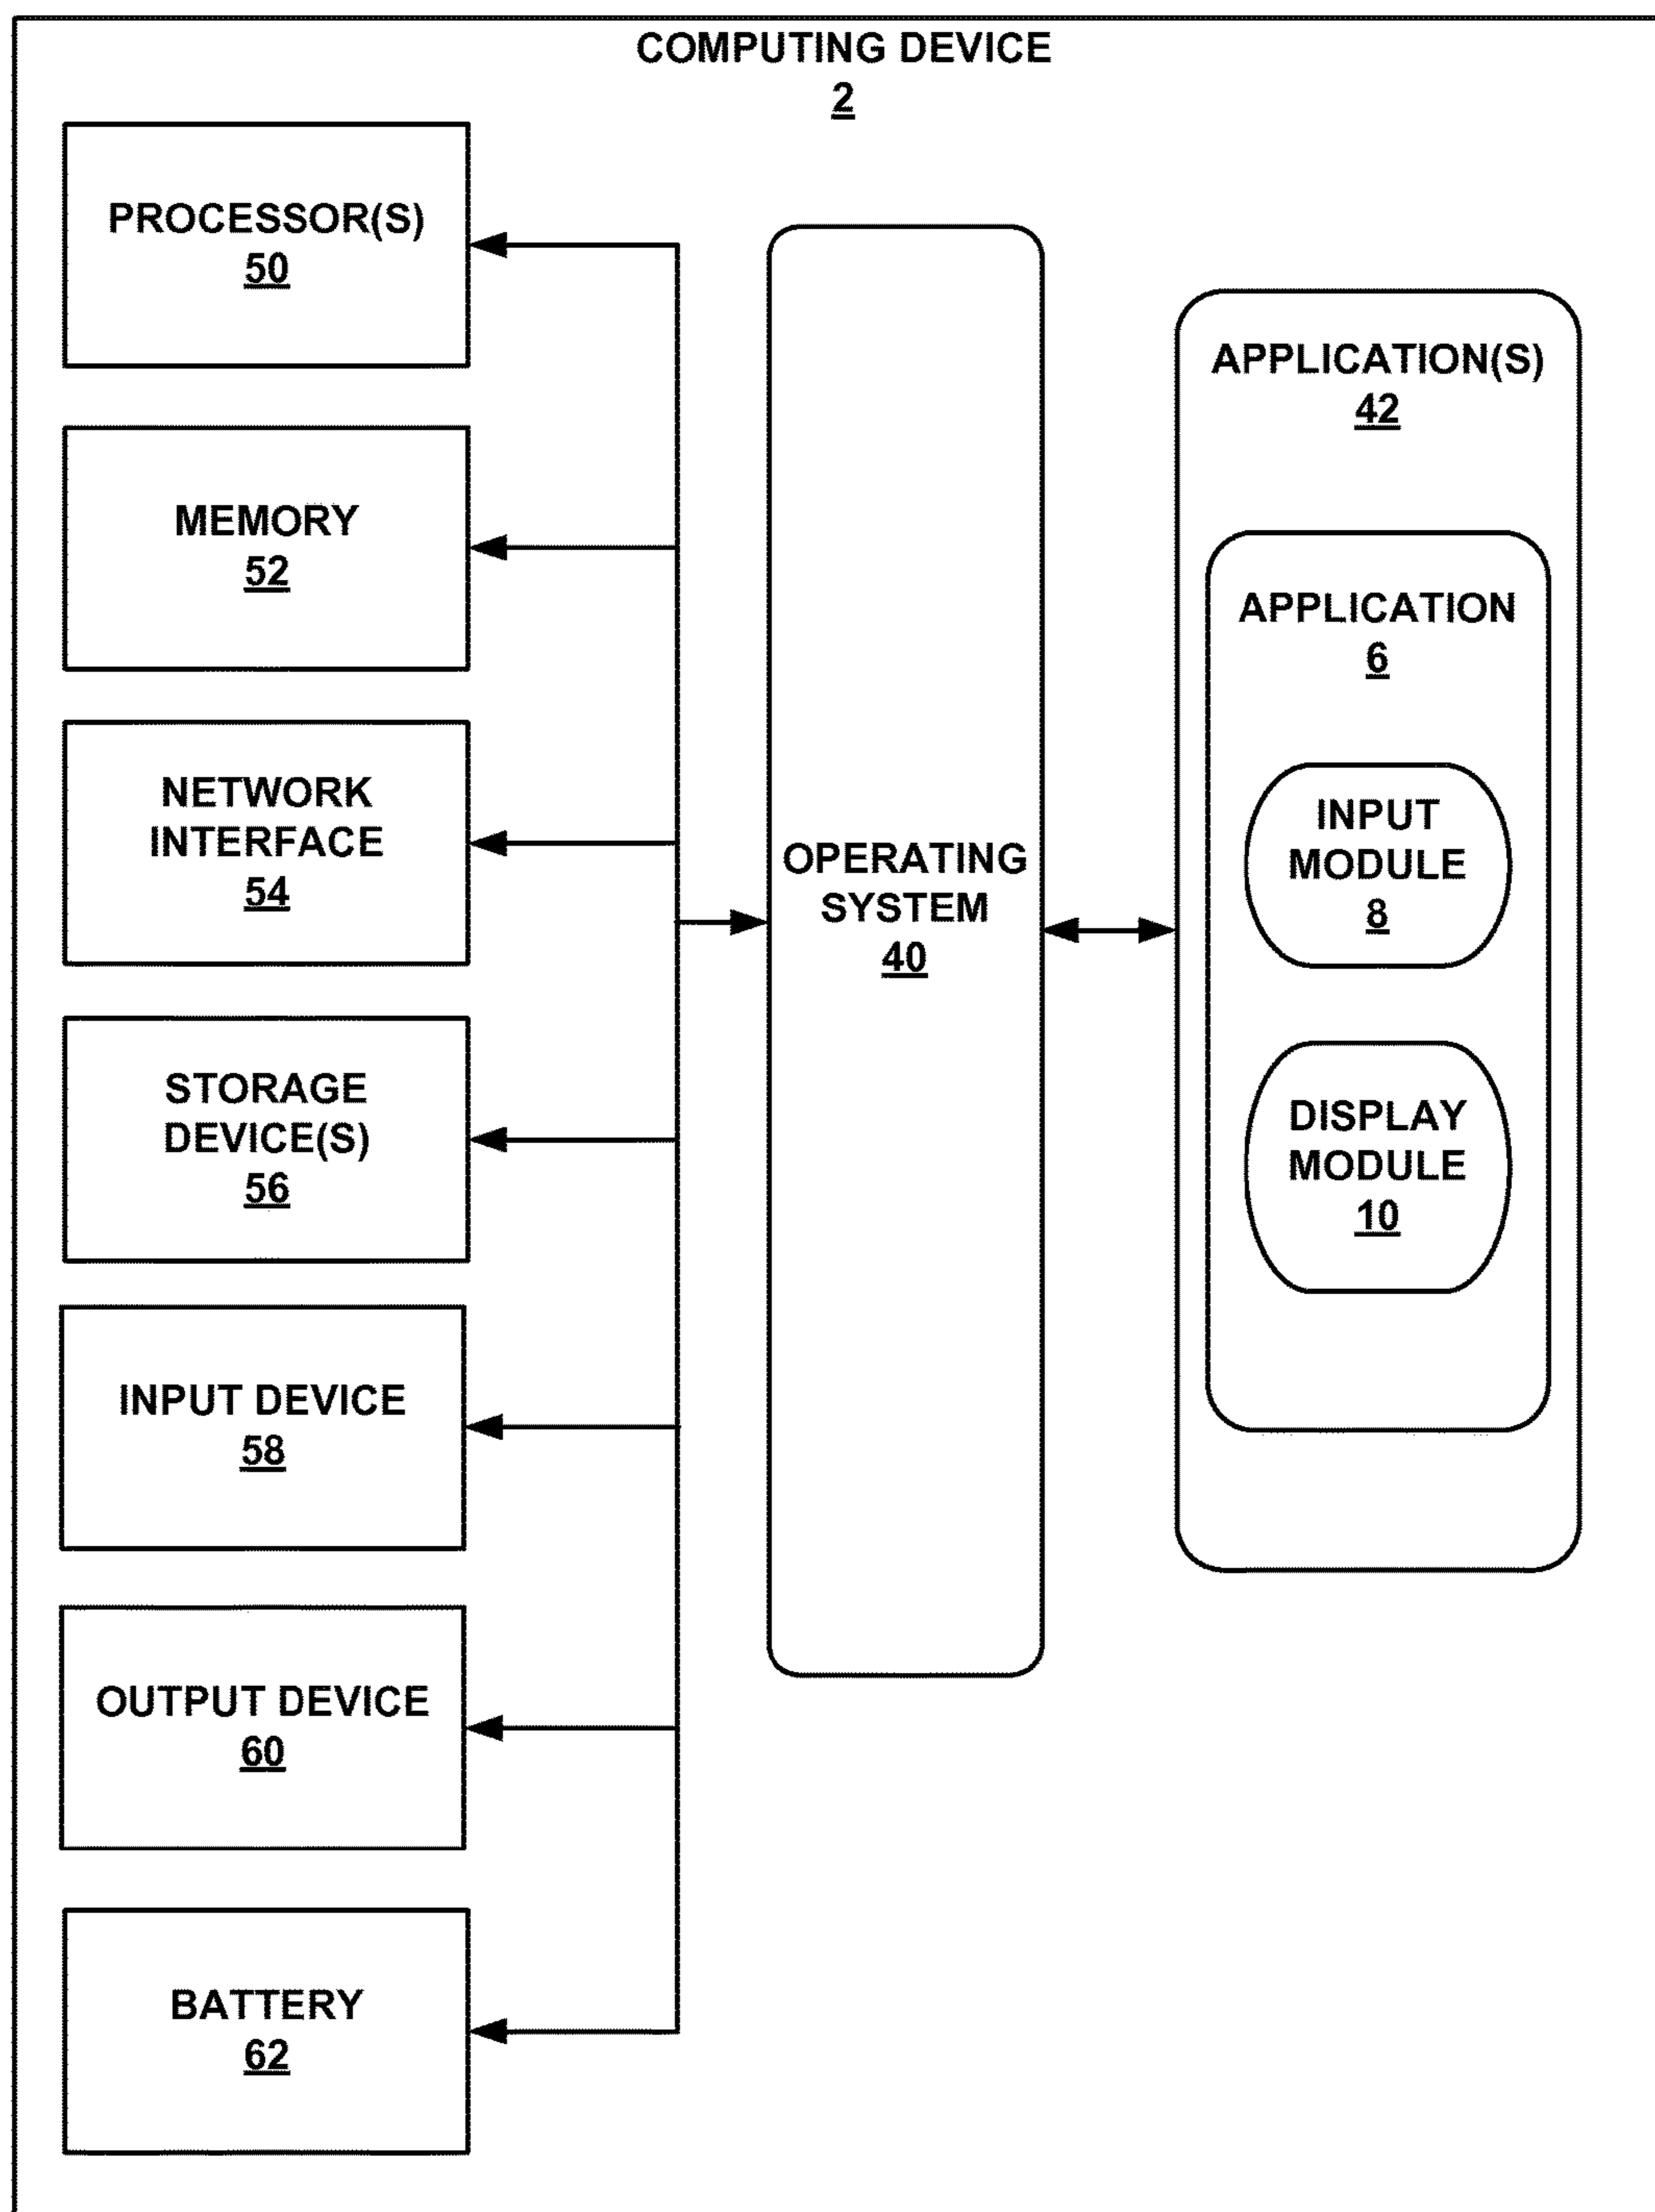 COMPUTING DEVICE
2
PROCESSOR(S)
50
MEMORY
52
NETWORK
INTERFACE
54
STORAGE
DEVICE(S)
56
INPUT DEVICE
58
OUTPUT DEVICE
60
BATTERY
62
OPERATING
SYSTEM
40
APPLICATION(S)
42
APPLICATION
6
INPUT
MODULE
8
DISPLAY
MODULE
10